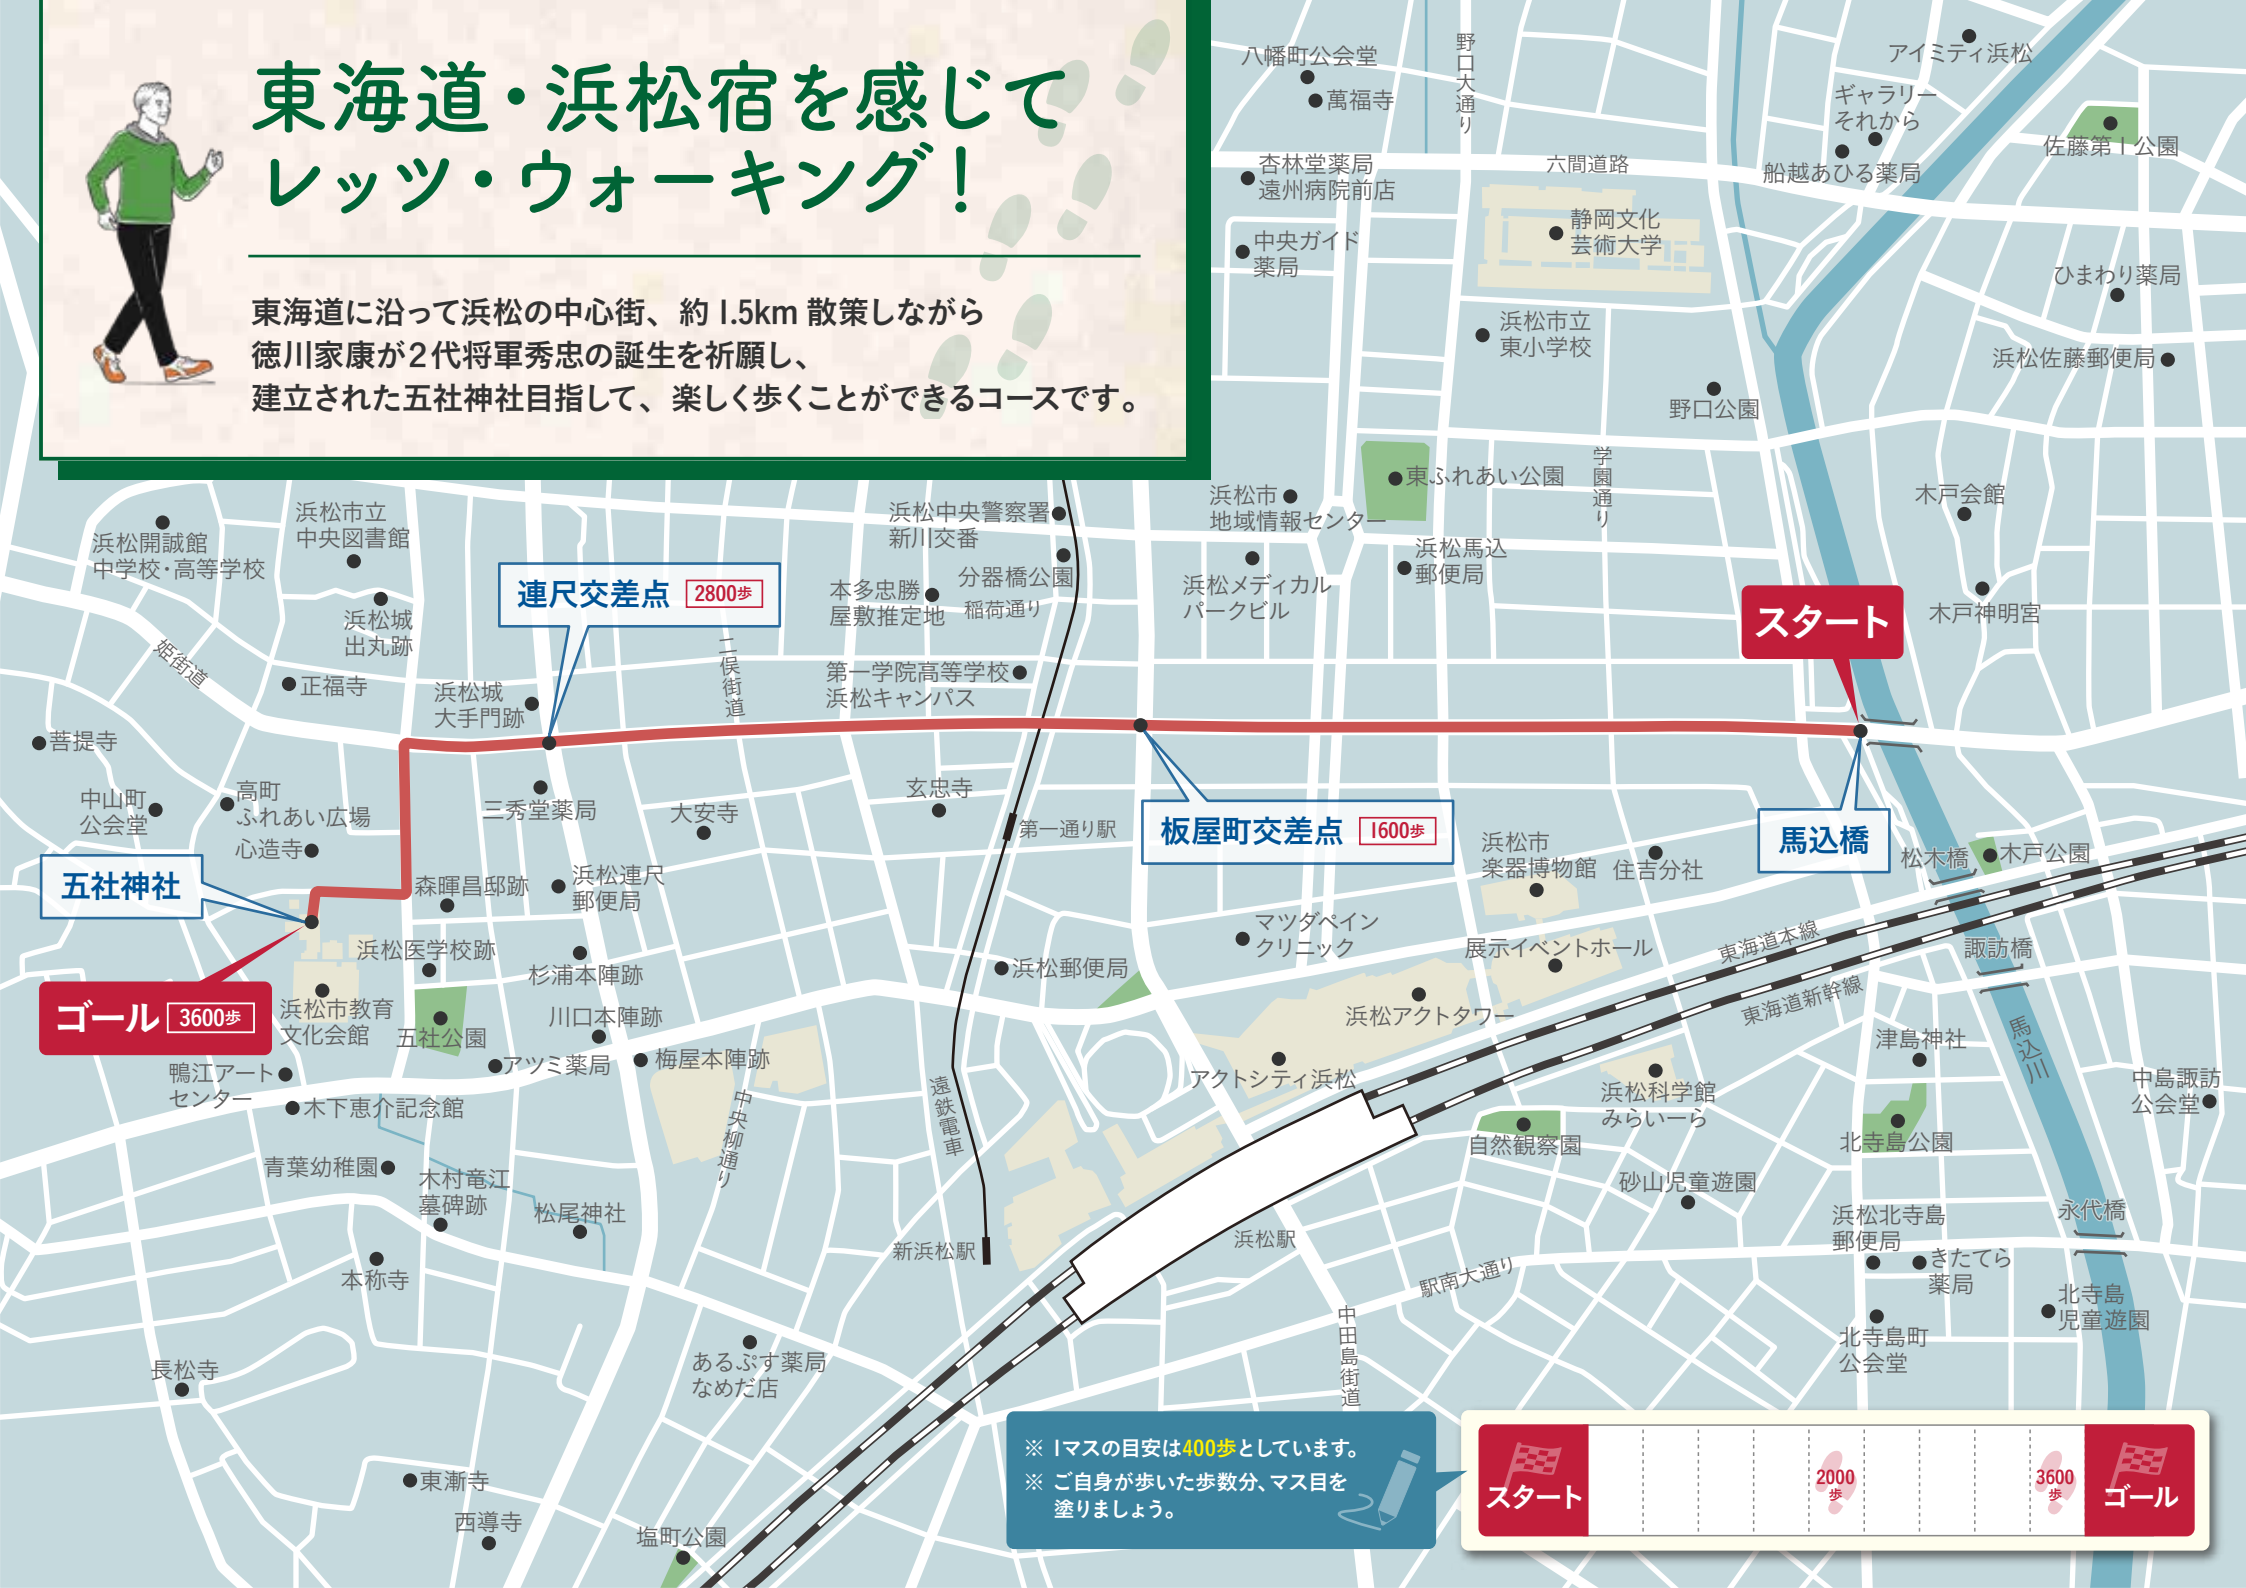 東海道・浜松宿を感じて
レッツ・ウォーキング！
東海道に沿って浜松の中心街、約1.5km 散策しながら
徳川家康が2代将軍秀忠の誕生を祈願し、
建立された五社神社目指して、楽しく歩くことができるコースです。
八幡町公会堂
萬福寺
野口大通り
アイミティ浜松
ギャラリー
それから
船越あひる薬局
佐藤第1公園
杏林堂薬局
遠州病院前店
六間道路
静岡文化
芸術大学
中央ガイド
薬局
ひまわり薬局
浜松市立
東小学校
浜松佐藤郵便局
野口公園
学園通り
東ふれあい公園
浜松市
地域情報センター
木戸会館
浜松開誠館
中学校・高等学校
浜松市立
中央図書館
浜松中央警察署
新川交番
分器橋公園
浜松メディカル
パークビル
浜松馬込
郵便局
連尺交差点 2800歩
本多忠勝
屋敷推定地
稲荷通り
スタート
木戸神明宮
浜松城
出丸跡
姫街道
正福寺
浜松城
大手門跡
二俣街道
第一学院高等学校
浜松キャンパス
菩提寺
中山町
公会堂
高町
ふれあい広場
心造寺
三秀堂薬局
大安寺
玄忠寺
第一通り駅
板屋町交差点 1600歩
浜松市
楽器博物館
住吉分社
馬込橋
松木橋
木戸公園
五社神社
森暉昌邸跡
浜松連尺
郵便局
マツダペイン
クリニック
展示イベントホール
東海道本線
諏訪橋
浜松医学校跡
杉浦本陣跡
浜松郵便局
東海道新幹線
ゴール 3600歩
浜松市教育
文化会館
五社公園
川口本陣跡
浜松アクトタワー
馬込川
津島神社
鴨江アート
センター
アツミ薬局
梅屋本陣跡
アクトシティ浜松
浜松科学館
みらいーら
中島諏訪
公会堂
木下恵介記念館
中央柳通り
遠鉄電車
自然観察園
北寺島公園
青葉幼稚園
木村竜江
墓碑跡
松尾神社
砂山児童遊園
浜松北寺島
郵便局
永代橋
新浜松駅
浜松駅
駅南大通り
きたてら
薬局
本称寺
中田島街道
北寺島
児童遊園
北寺島町
公会堂
長松寺
あるぷす薬局
なめだ店
東漸寺
西導寺
塩町公園
※ 1マスの目安は400歩としています。
※ ご自身が歩いた歩数分、マス目を
塗りましょう。
スタート
2000
歩
3600
歩
ゴール